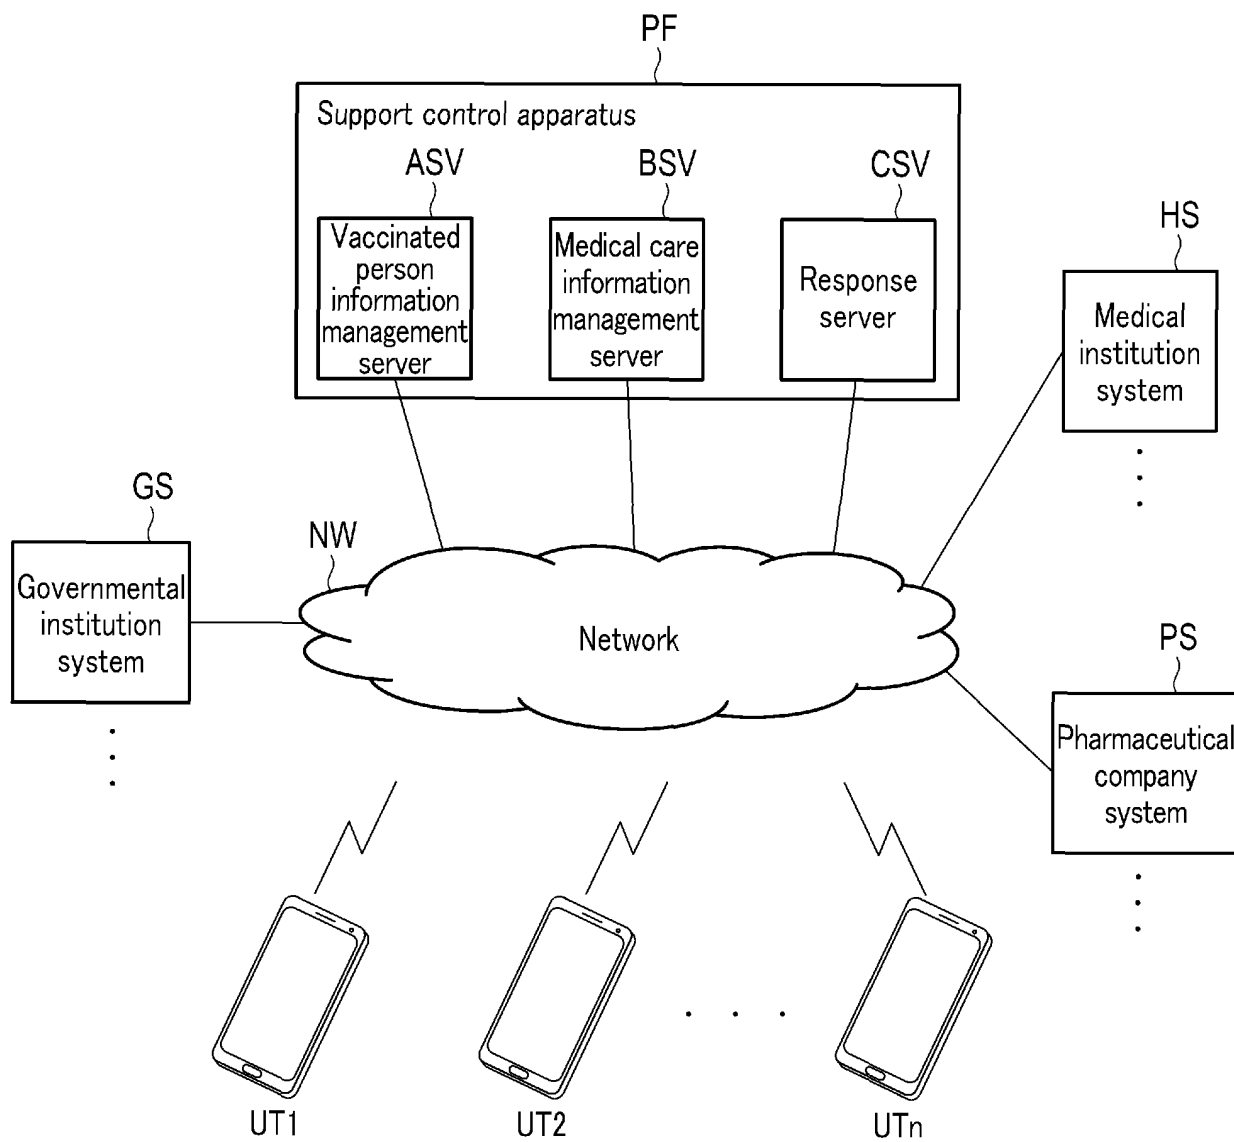 PF
Support control apparatus
ASV
BSV
CSV
Vaccinated
person
information
management
server
Medical care
information
management
server
Response
server
HS
Medical
institution
system
GS
Governmental
institution
system
NW
Network
PS
Pharmaceutical
company
system
UT1
UT2
UTn